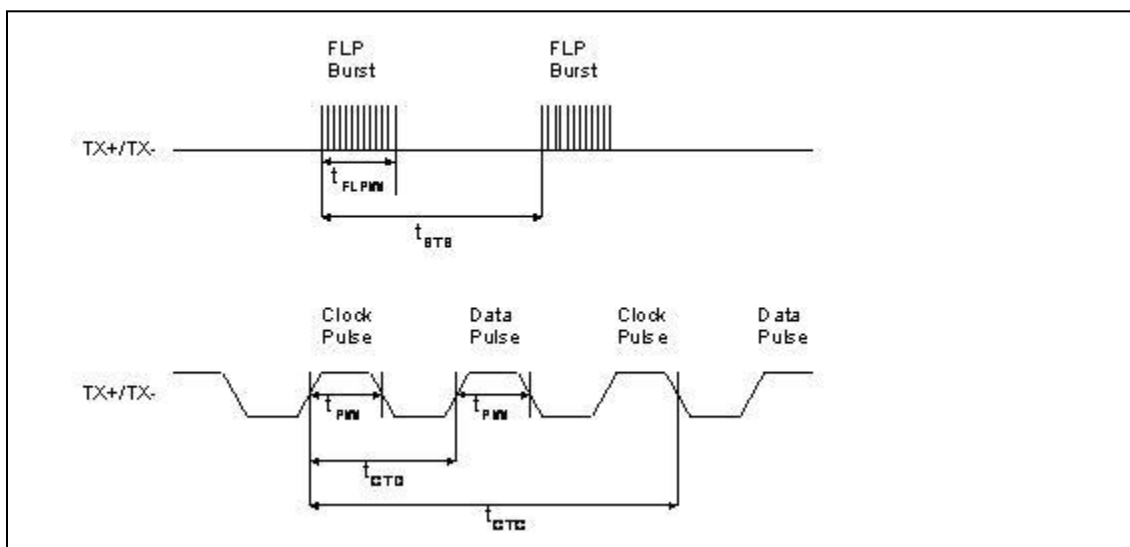 FLP
Burst
FLP
Burst
TX+/TX-
t FLPW
t BTB
Clock
Pulse
Data
Pulse
Clock
Pulse
Data
Pulse
TX+/TX-
t PW
t PW
t CTD
t CTC